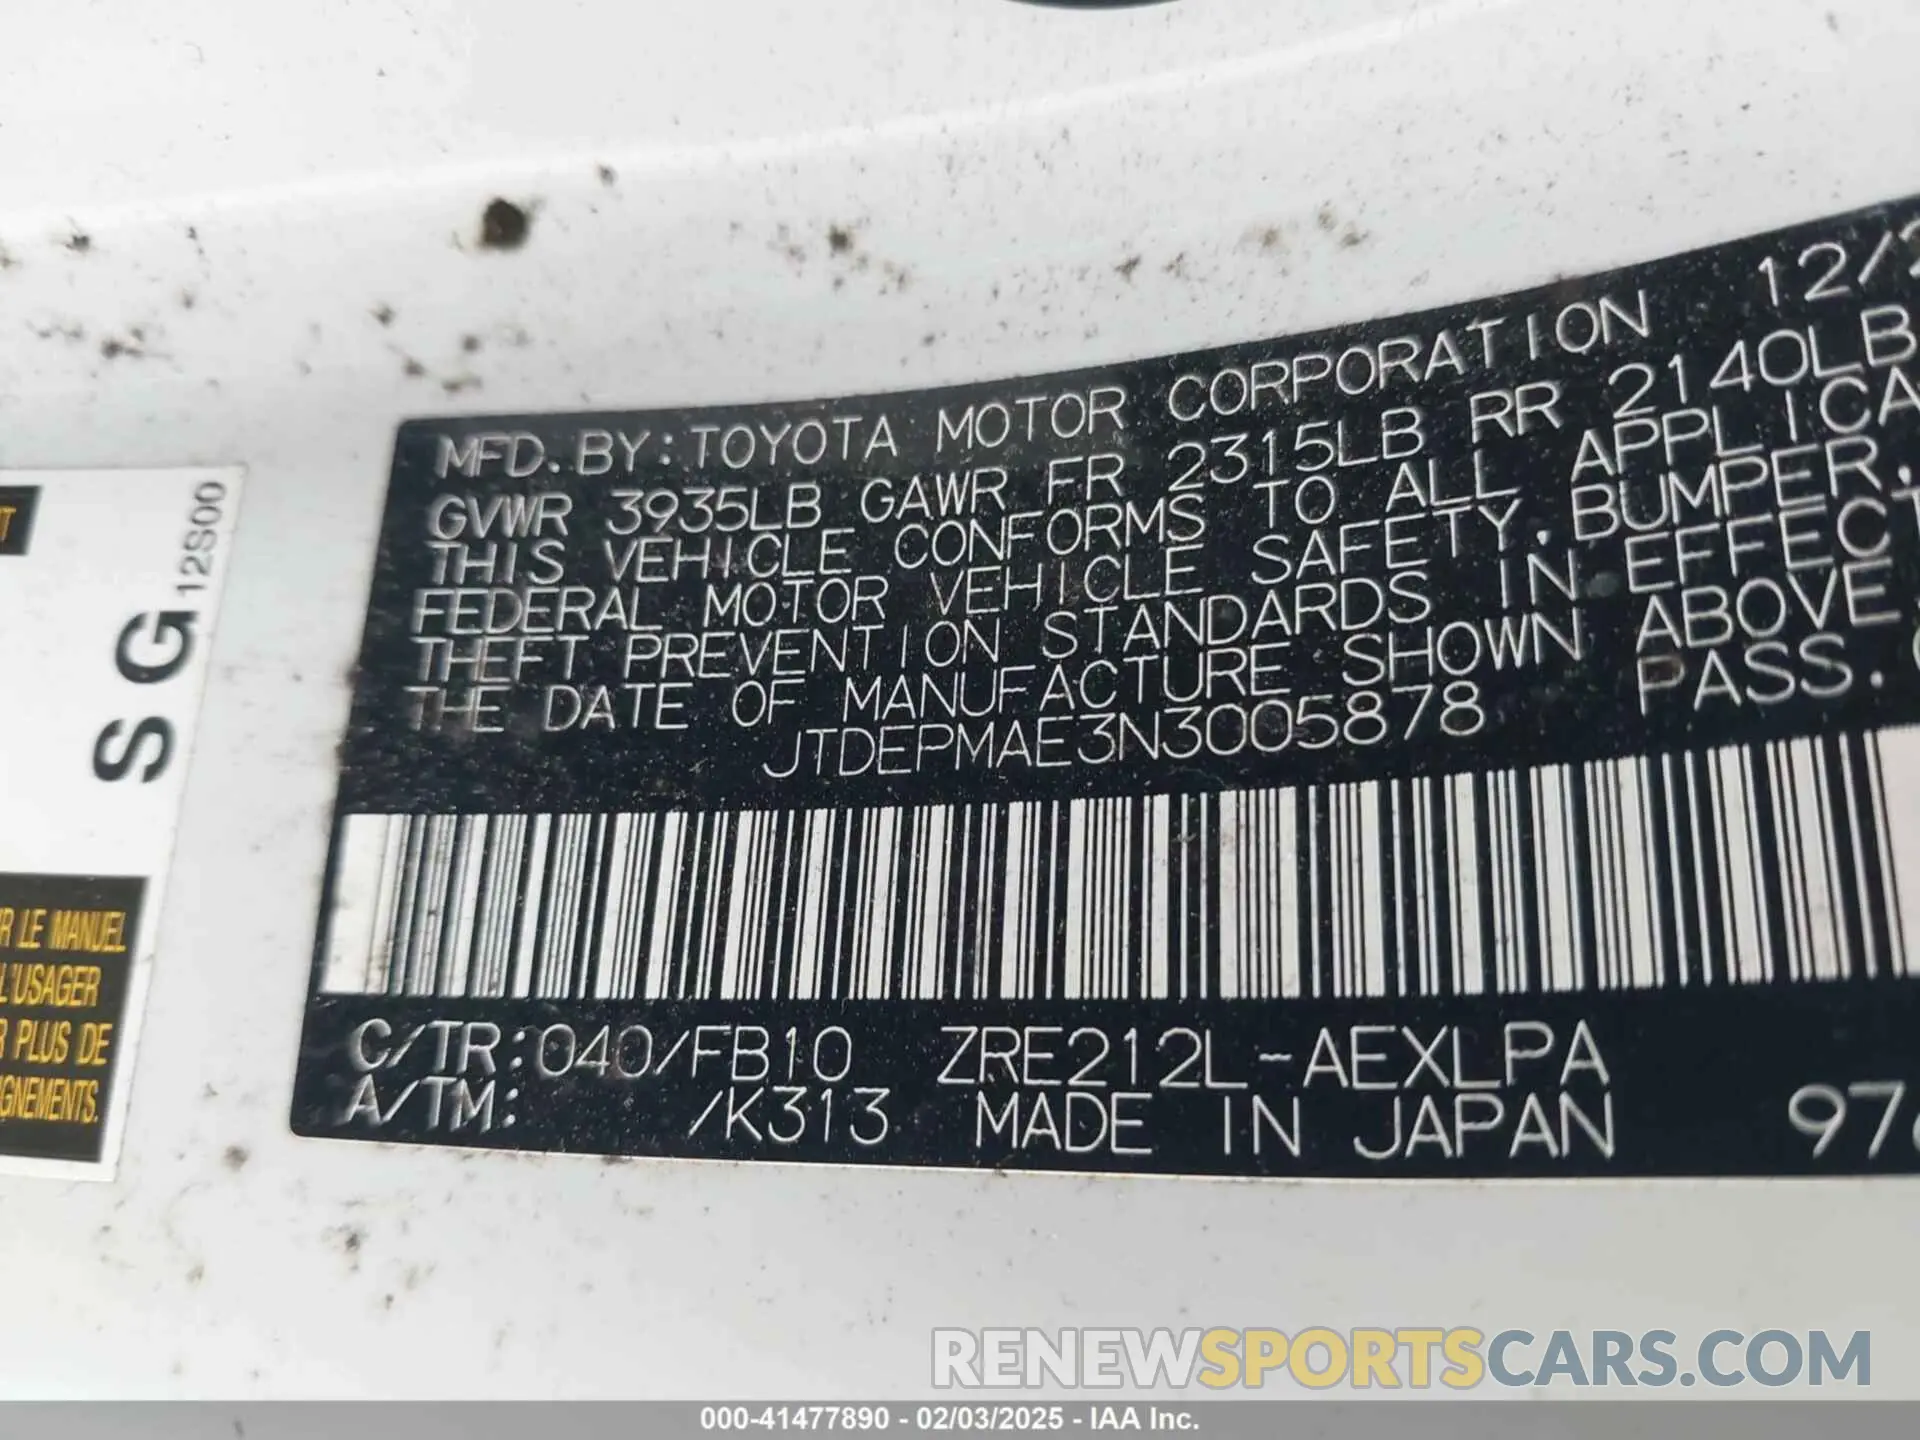 MFD. BY: TOYOTA MOTOR CORPORATION 12/2
GVWR 3935LB GAWR FR 2315LB RR 2140LB
THIS VEHICLE CONFORMS TO ALL APPLICA
FEDERAL MOTOR VEHICLE SAFETY, BUMPER,
THEFT PREVENTION STANDARDS IN EFFECT
THE DATE OF MANUFACTURE SHOWN ABOVE.
JTDEPMAE3N3005878 PASS.
C/TR: 040/FB10 ZRE212L-AEXLPA
A/TM: /K313 MADE IN JAPAN 976
SG 12S00
R LE MANUEL
L'USAGER
R PLUS DE
IGNEMENTS.
RENEWSPORTSCARS.COM
000-41477890 - 02/03/2025 - IAA Inc.